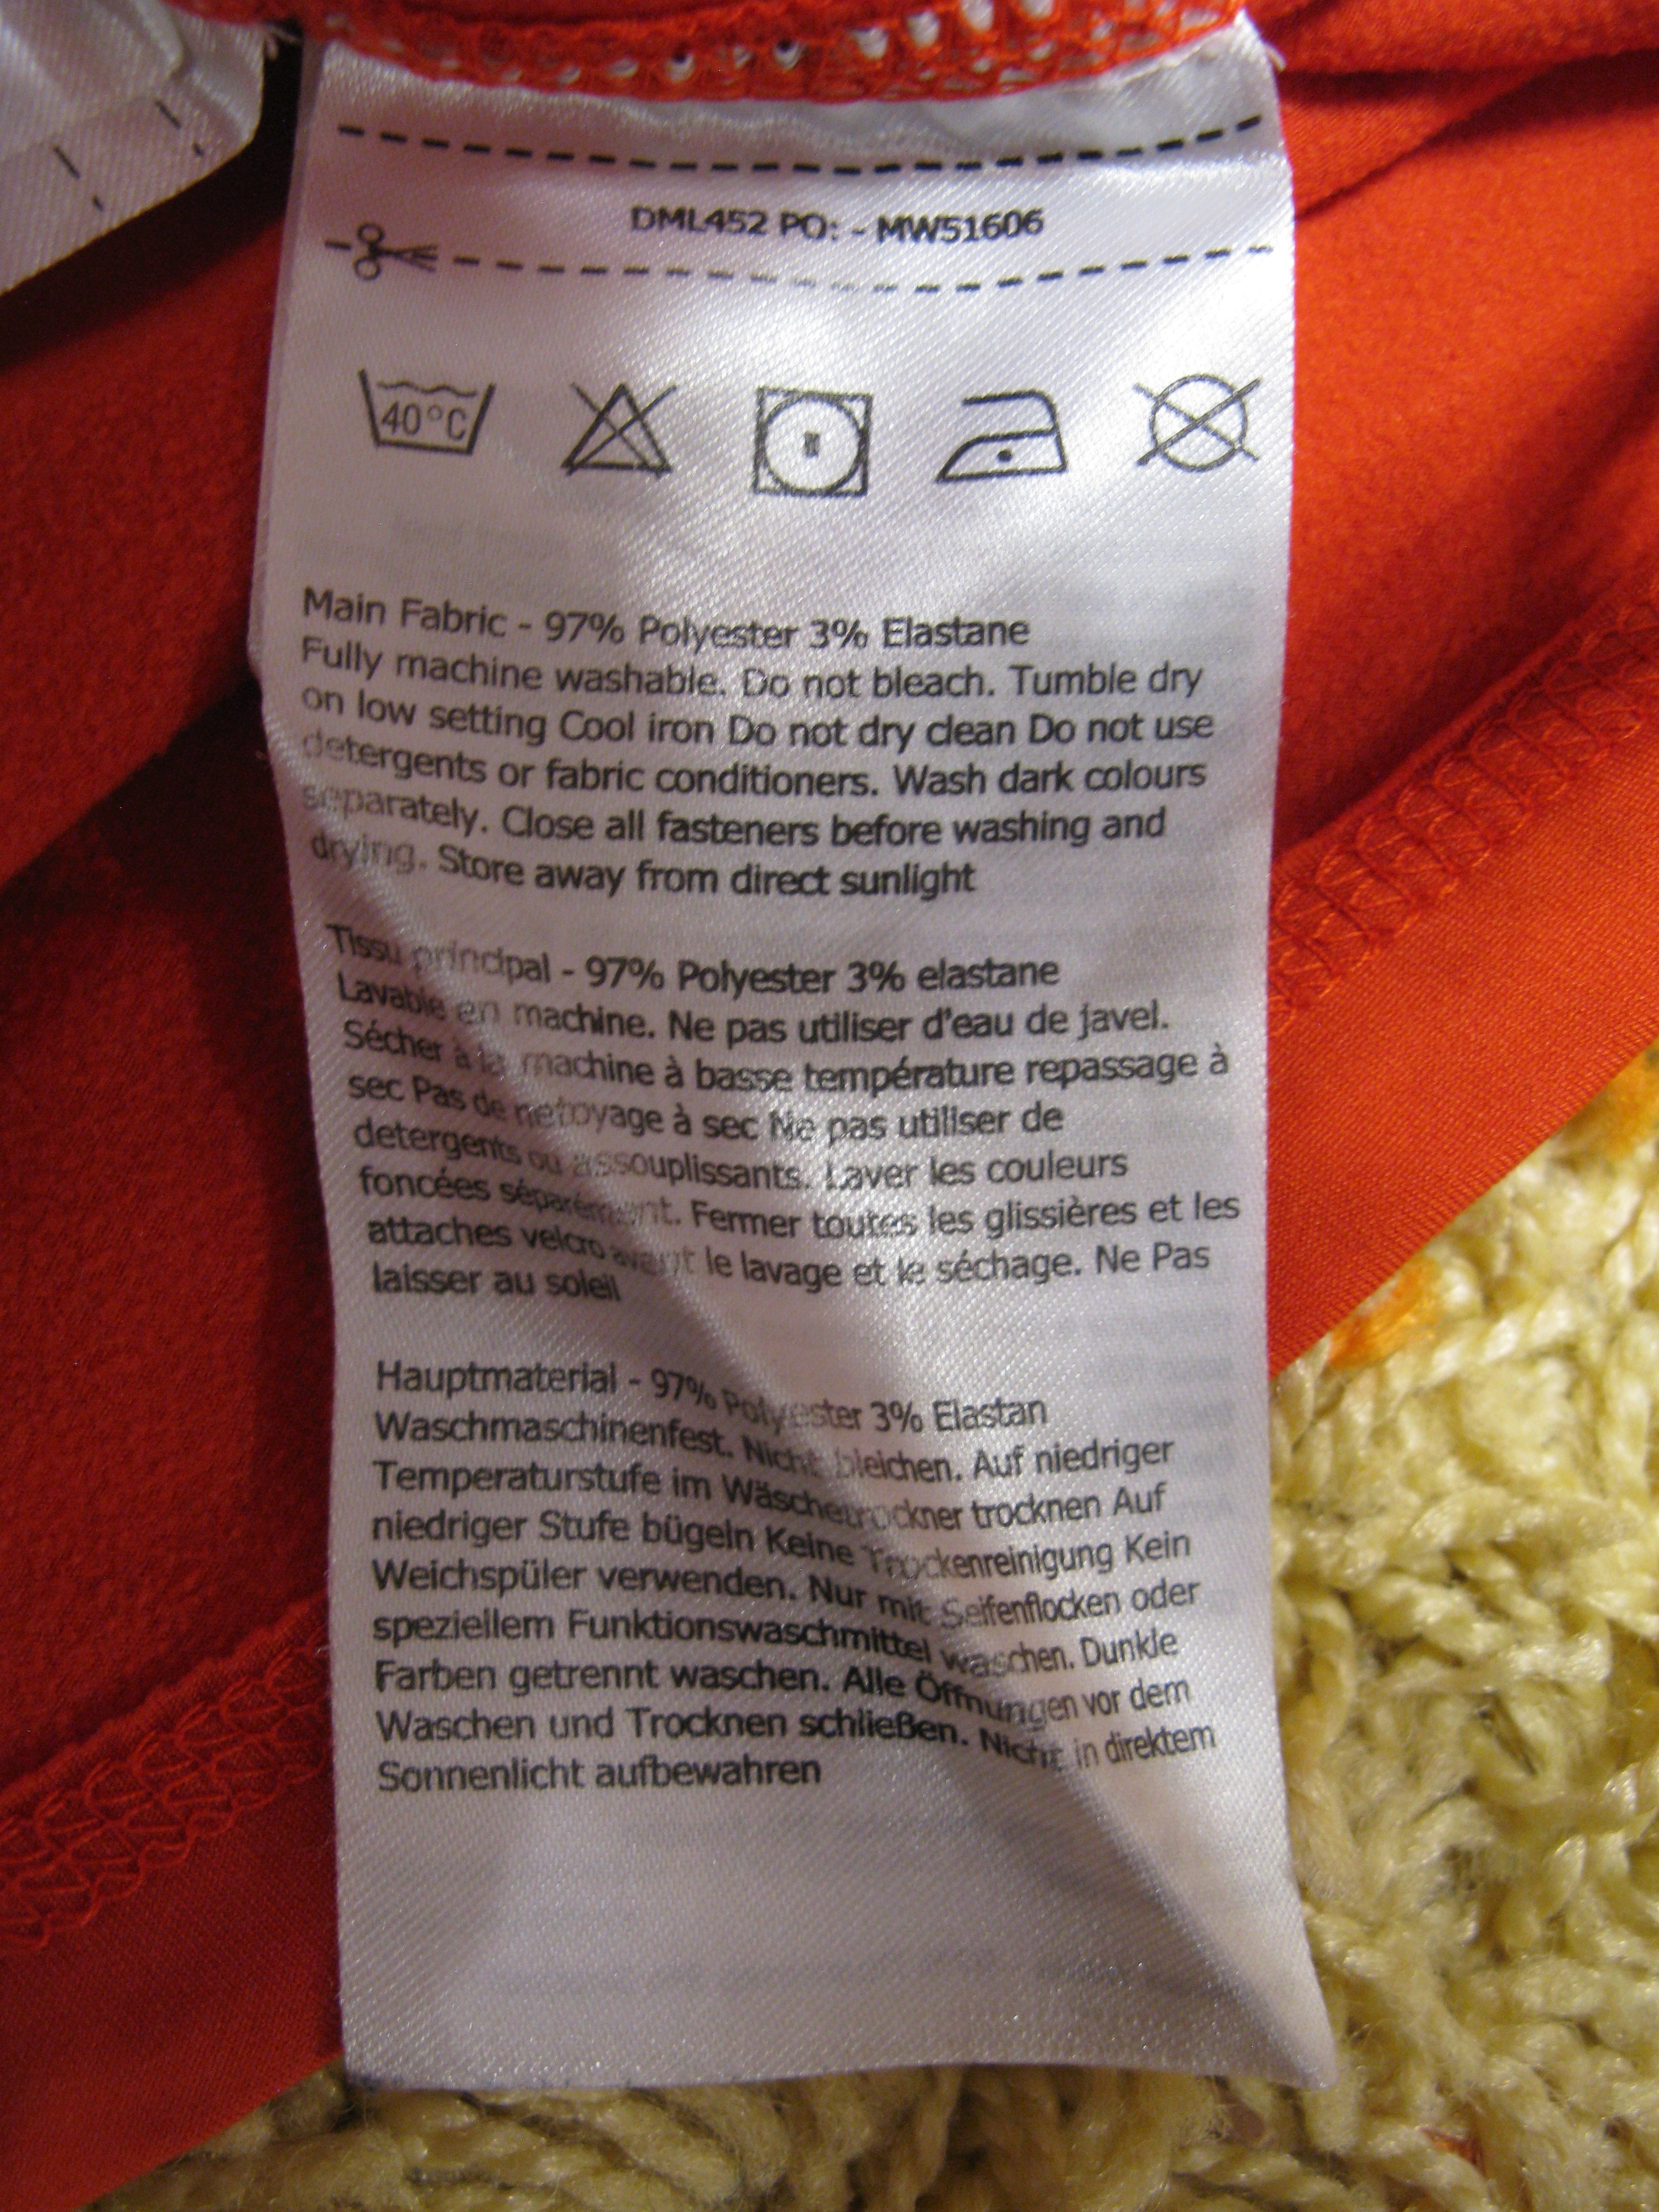 DML452 PO: - MW51606
40°C
Main Fabric - 97% Polyester 3% Elastane
Fully machine washable. Do not bleach. Tumble dry
on low setting Cool iron Do not dry clean Do not use
detergents or fabric conditioners. Wash dark colours
separately. Close all fasteners before washing and
drying. Store away from direct sunlight
Tissu principal - 97% Polyester 3% elastane
Lavable en machine. Ne pas utiliser d'eau de javel.
Sécher à la machine à basse température repassage à
sec Pas de netoyage à sec Ne pas utiliser de
detergents ou assouplissants. Laver les couleurs
foncées séparément. Fermer toutes les glissières et les
attaches velcro avant le lavage et le séchage. Ne Pas
laisser au soleil
Hauptmaterial - 97% Polyester 3% Elastan
Waschmaschinenfest. Nicht bleichen. Auf niedriger
Temperaturstufe im Wäschetrockner trocknen Auf
niedriger Stufe bügeln Keine Trockenreinigung Kein
Weichspüler verwenden. Nur mit Seifenflocken oder
speziellem Funktionswaschmittel waschen. Dunkle
Farben getrennt waschen. Alle Öffnungen vor dem
Waschen und Trocknen schließen. Nicht in direktem
Sonnenlicht aufbewahren